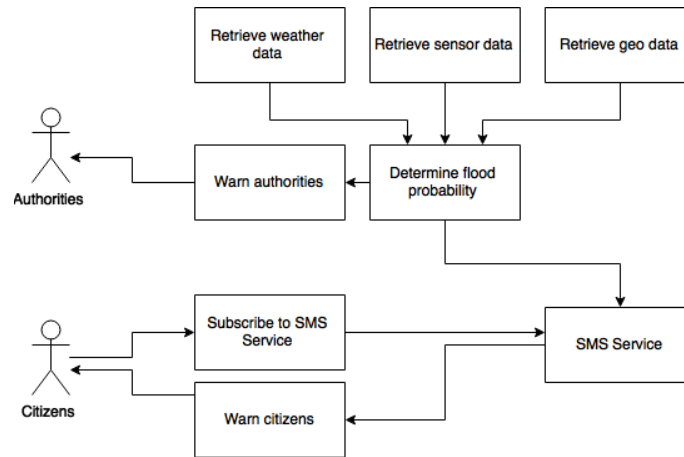 Retrieve weather
data
Retrieve sensor data
Retrieve geo data
Authorities
Warn authorities
Determine flood
probability
Subscribe to SMS
Service
SMS Service
Citizens
Warn citizens